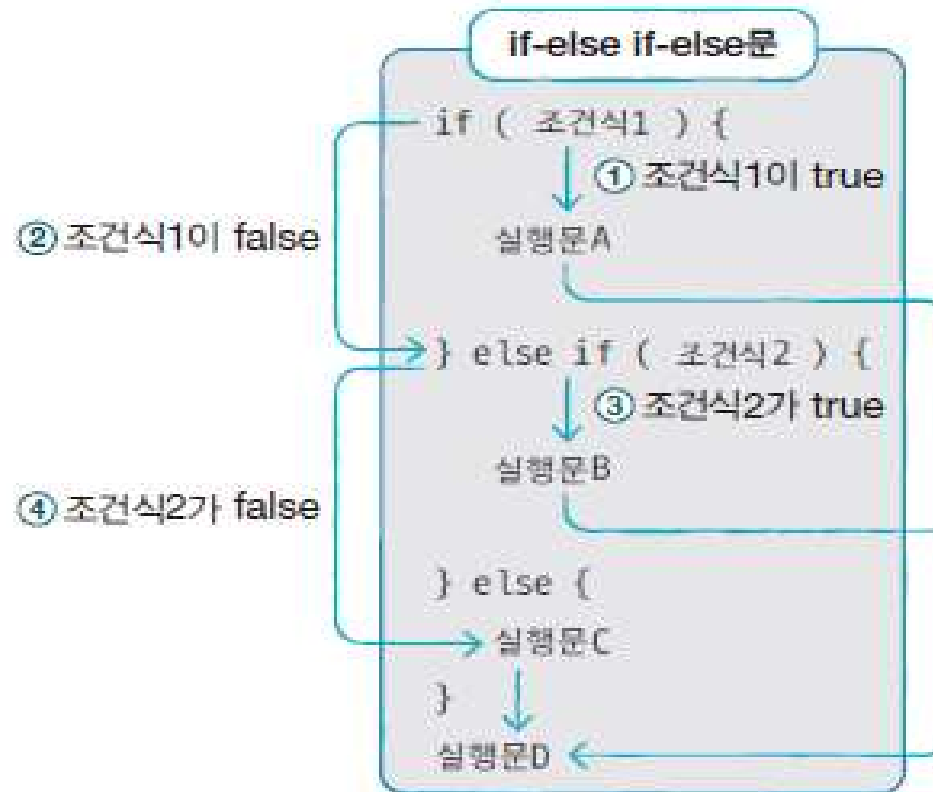 if-else if-else문
if ( 조건식1 ) {
① 조건식1이 true
② 조건식1이 false
실행문A
} else if ( 조건식2 ) {
③ 조건식2가 true
실행문B
④ 조건식2가 false
} else {
실행문C
}
실행문D